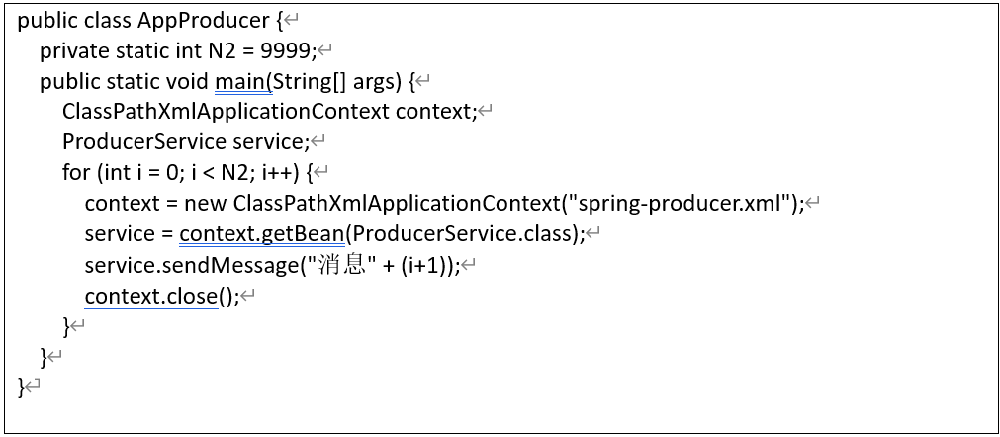 public class AppProducer {↵
private static int N2 = 9999;↵
public static void main(String[] args) {↵
ClassPathXmlApplicationContext context;↵
ProducerService service;↵
for (int i = 0; i < N2; i++) {↵
context = new ClassPathXmlApplicationContext("spring-producer.xml");↵
service = context.getBean(ProducerService.class);↵
service.sendMessage("消息" + (i+1));↵
context.close();↵
}↵
}↵
}↵